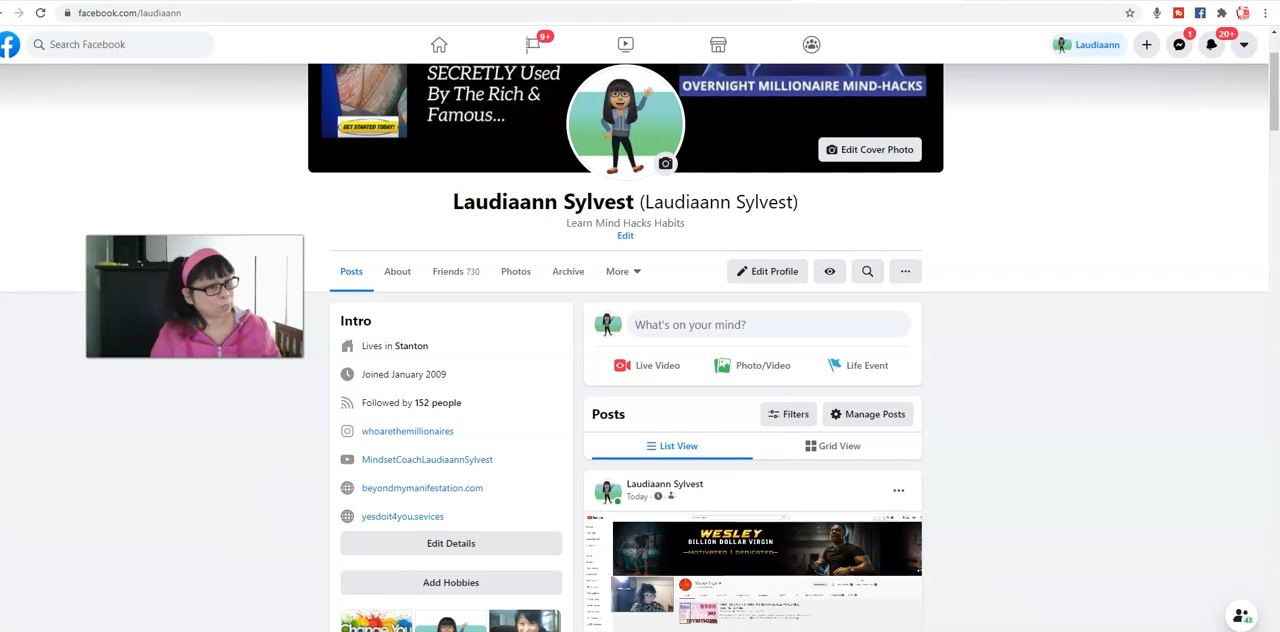 facebook.com/laudiaann
Search Facebook
9+
Laudiaann
1
20+
SECRETLY Used
By The Rich &
Famous...
GET STARTED TODAY!
OVERNIGHT MILLIONAIRE MIND-HACKS
Edit Cover Photo
Laudiaann Sylvest (Laudiaann Sylvest)
Learn Mind Hacks Habits
Edit
Posts
About
Friends 730
Photos
Archive
More
Edit Profile
Intro
Lives in Stanton
Joined January 2009
Followed by 152 people
whoarethemillionaires
MindsetCoachLaudiaannSylvest
beyondmymanifestation.com
yesdoit4you.sevices
Edit Details
Add Hobbies
What's on your mind?
Live Video
Photo/Video
Life Event
Posts
Filters
Manage Posts
List View
Grid View
Laudiaann Sylvest
Today
WESLEY
BILLION DOLLAR VIRGIN
MOTIVATED | DEDICATED
43